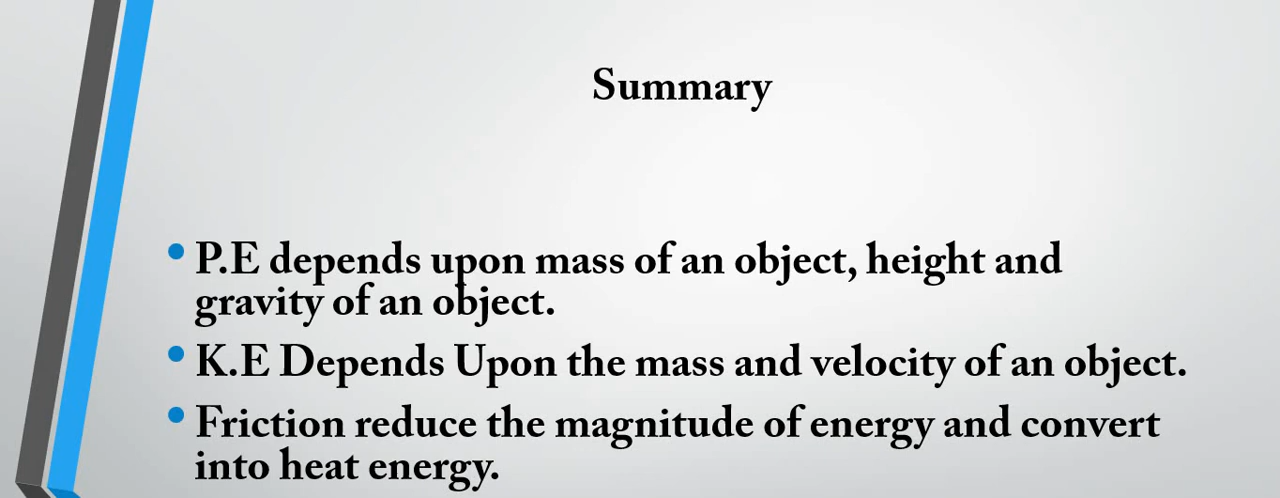 Summary
• P.E depends upon mass of an object, height and
gravity of an object.
• K.E Depends Upon the mass and velocity of an object.
• Friction reduce the magnitude of energy and convert
into heat energy.